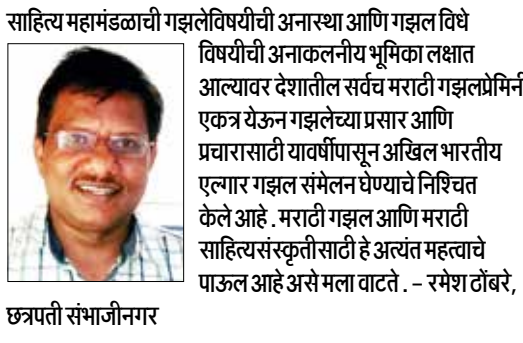 साहित्य महामंडळाची गझलेविषयीची अनास्था आणि गझल विधे
विषयीची अनाकलनीय भूमिका लक्षात
आल्यावर देशातील सर्वच मराठी गझलप्रेमिनी
एकत्र येऊन गझलेच्या प्रसार आणि
प्रचारासाठी यावर्षीपासून अखिल भारतीय
एल्गार गझल संमेलन घेण्याचे निश्चित
केले आहे . मराठी गझल आणि मराठी
साहित्यसंस्कृतीसाठी हे अत्यंत महत्वाचे
पाऊल आहे असे मला वाटते . – रमेश ठोंबरे,
छत्रपती संभाजीनगर